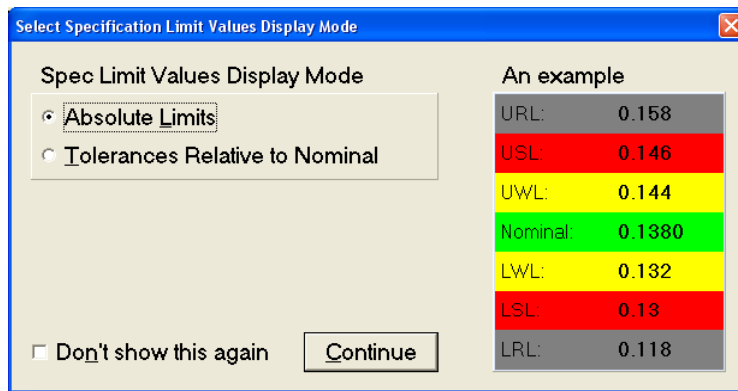 Select Specification Limit Values Display Mode
Spec Limit Values Display Mode
Absolute Limits
Tolerances Relative to Nominal
Don't show this again
Continue
An example
URL: 0.158
USL: 0.146
UWL: 0.144
Nominal: 0.1380
LWL: 0.132
LSL: 0.13
LRL: 0.118